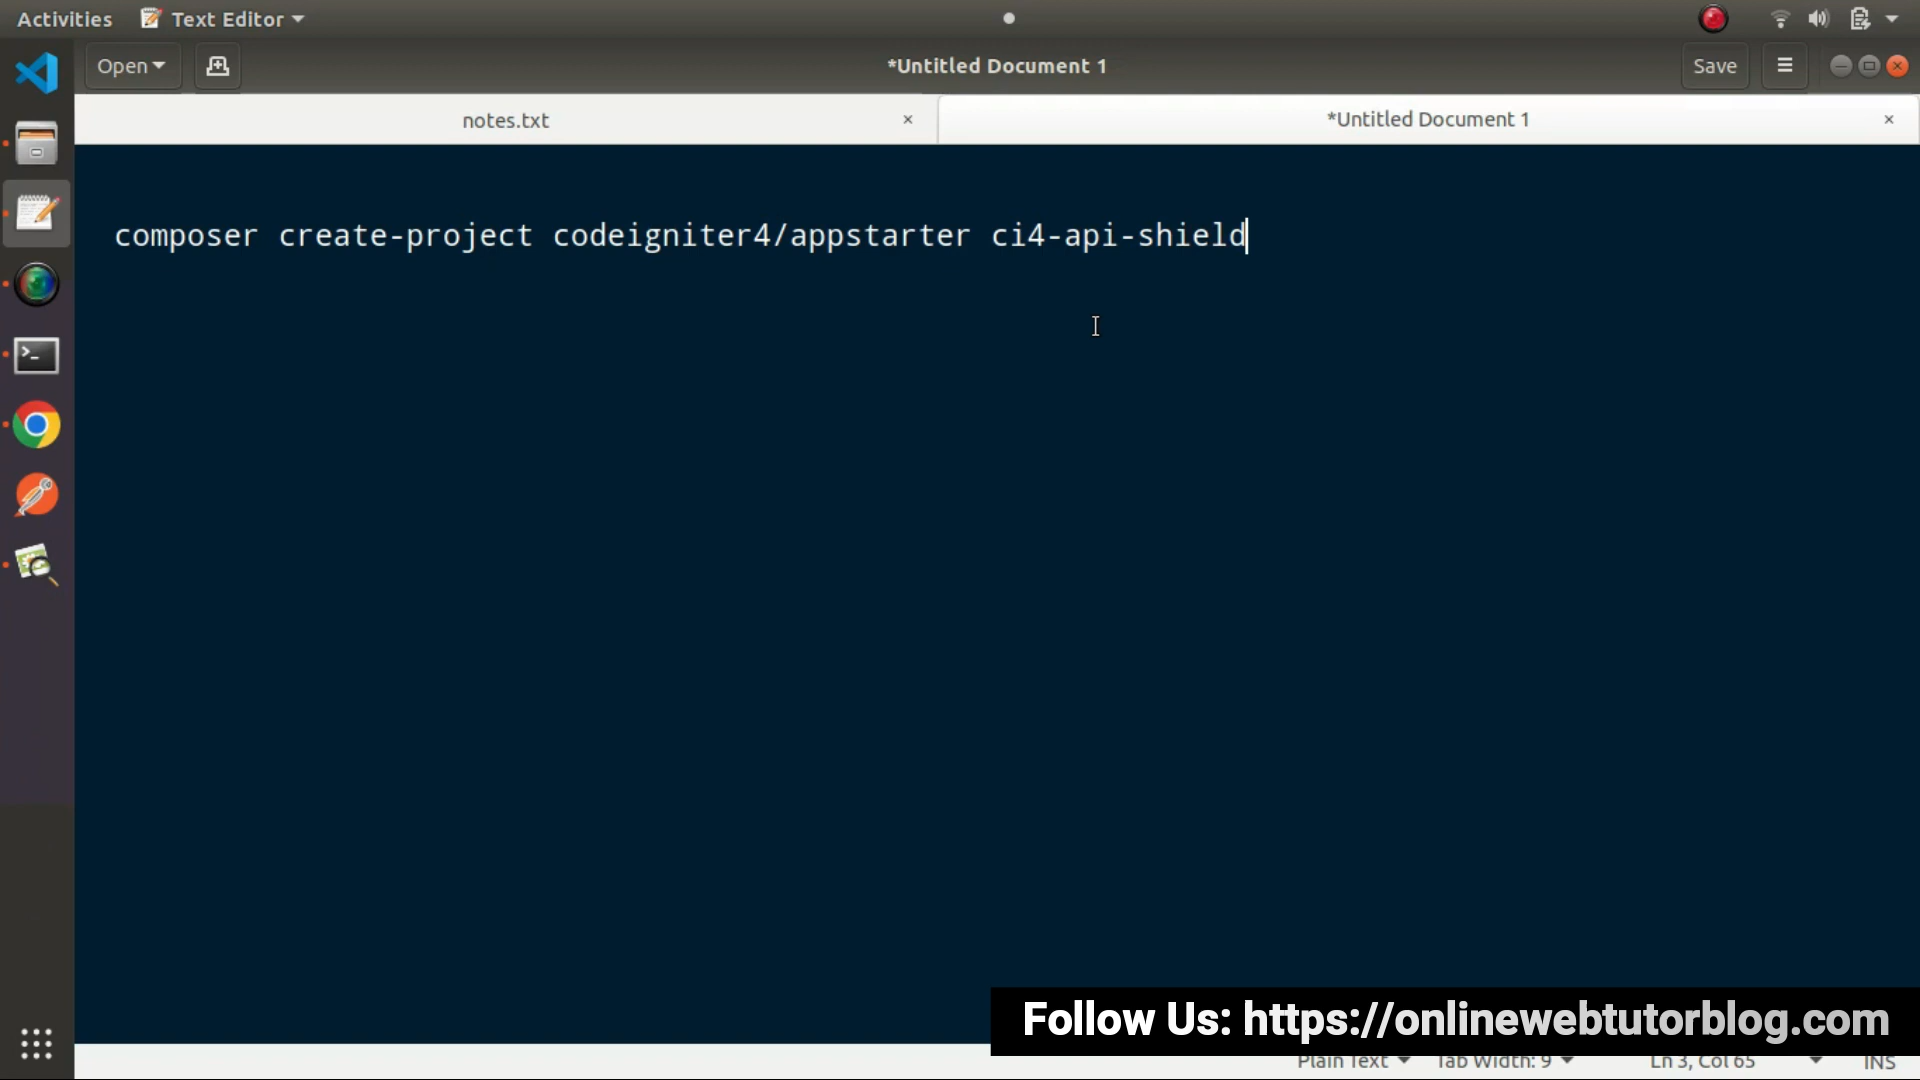 Activities Text Editor
Open *Untitled Document 1 Save
notes.txt *Untitled Document 1
composer create-project codeigniter4/appstarter ci4-api-shield
Follow Us: https://onlinewebtutorblog.com
Plain Text Tab Width: 9 Ln 3, Col 65 INS